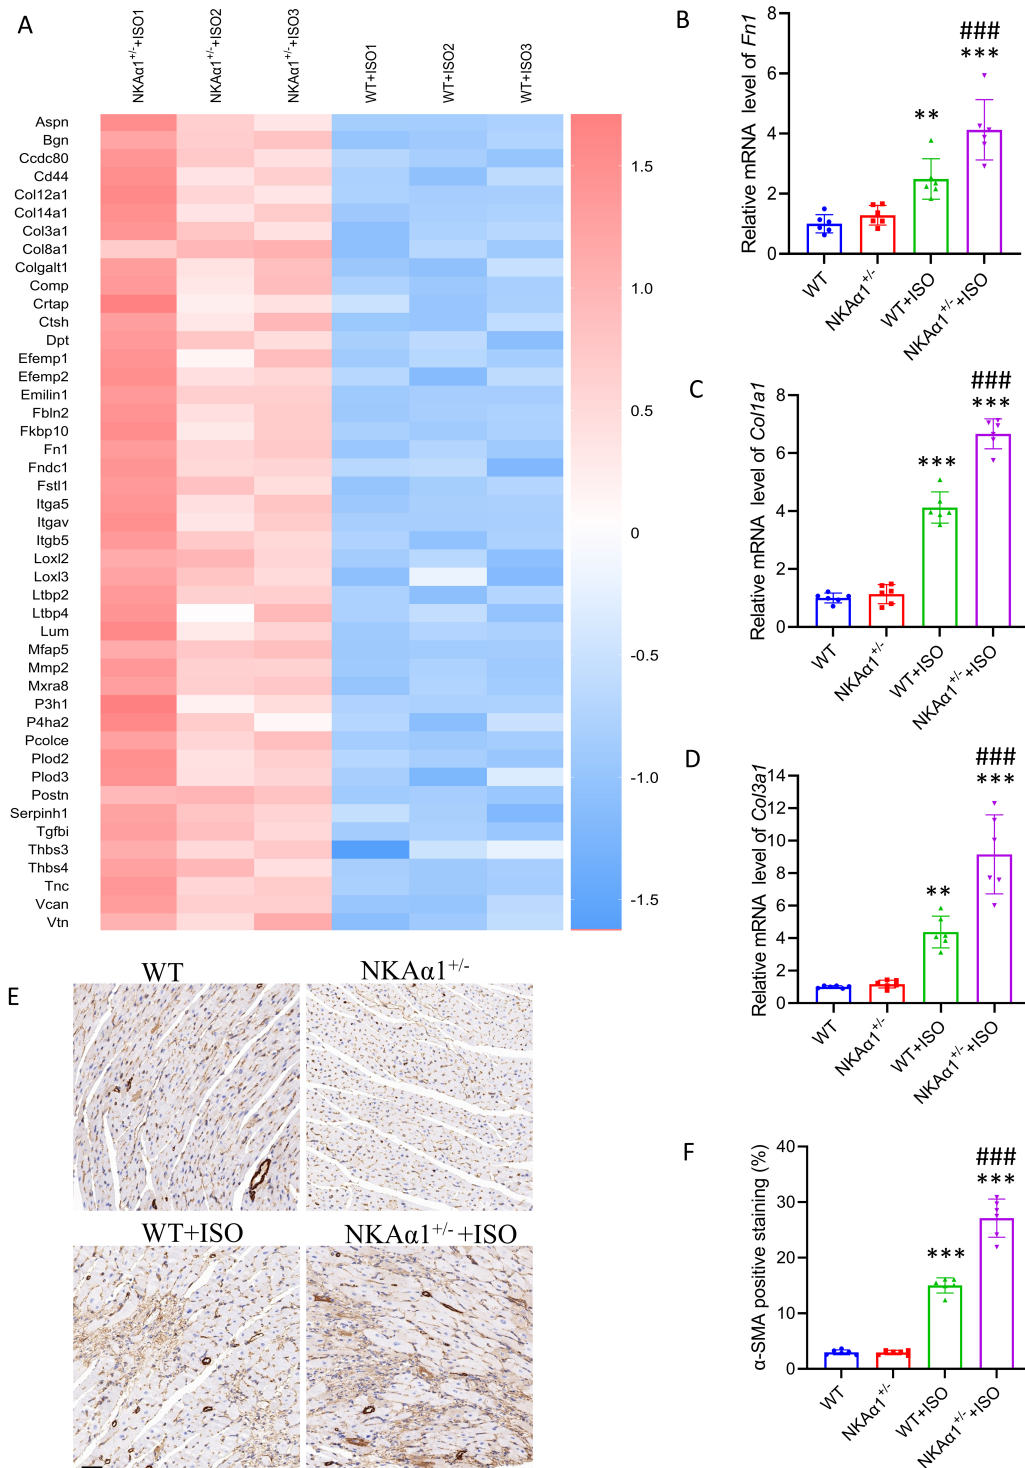 A
NKAα1+/-+ISO1
NKAα1+/-+ISO2
NKAα1+/-+ISO3
WT+ISO1
WT+ISO2
WT+ISO3
Aspn
Bgn
Ccdc80
Cd44
Col12a1
Col14a1
Col3a1
Col8a1
Colgalt1
Comp
Crtap
Ctsh
Dpt
Efemp1
Efemp2
Emilin1
Fbln2
Fkbp10
Fn1
Fndc1
Fstl1
Itga5
Itgav
Itgb5
Loxl2
Loxl3
Ltbp2
Ltbp4
Lum
Mfap5
Mmp2
Mxra8
P3h1
P4ha2
Pcolce
Plod2
Plod3
Postn
Serpinh1
Tgfbi
Thbs3
Thbs4
Tnc
Vcan
Vtn
1.5
1.0
0.5
0
-0.5
-1.0
-1.5
B
Relative mRNA level of Fn1
8
6
4
2
0
**
###
***
WT
NKAα1+/-
WT+ISO
NKAα1+/-+ISO
C
Relative mRNA level of Col1a1
8
6
4
2
0
***
###
***
WT
NKAα1+/-
WT+ISO
NKAα1+/-+ISO
D
Relative mRNA level of Col3a1
14
12
10
8
6
4
2
0
**
###
***
WT
NKAα1+/-
WT+ISO
NKAα1+/-+ISO
E
WT
NKAα1+/-
WT+ISO
NKAα1+/-+ISO
F
α-SMA positive staining (%)
40
30
20
10
0
***
###
***
WT
NKAα1+/-
WT+ISO
NKAα1+/-+ISO